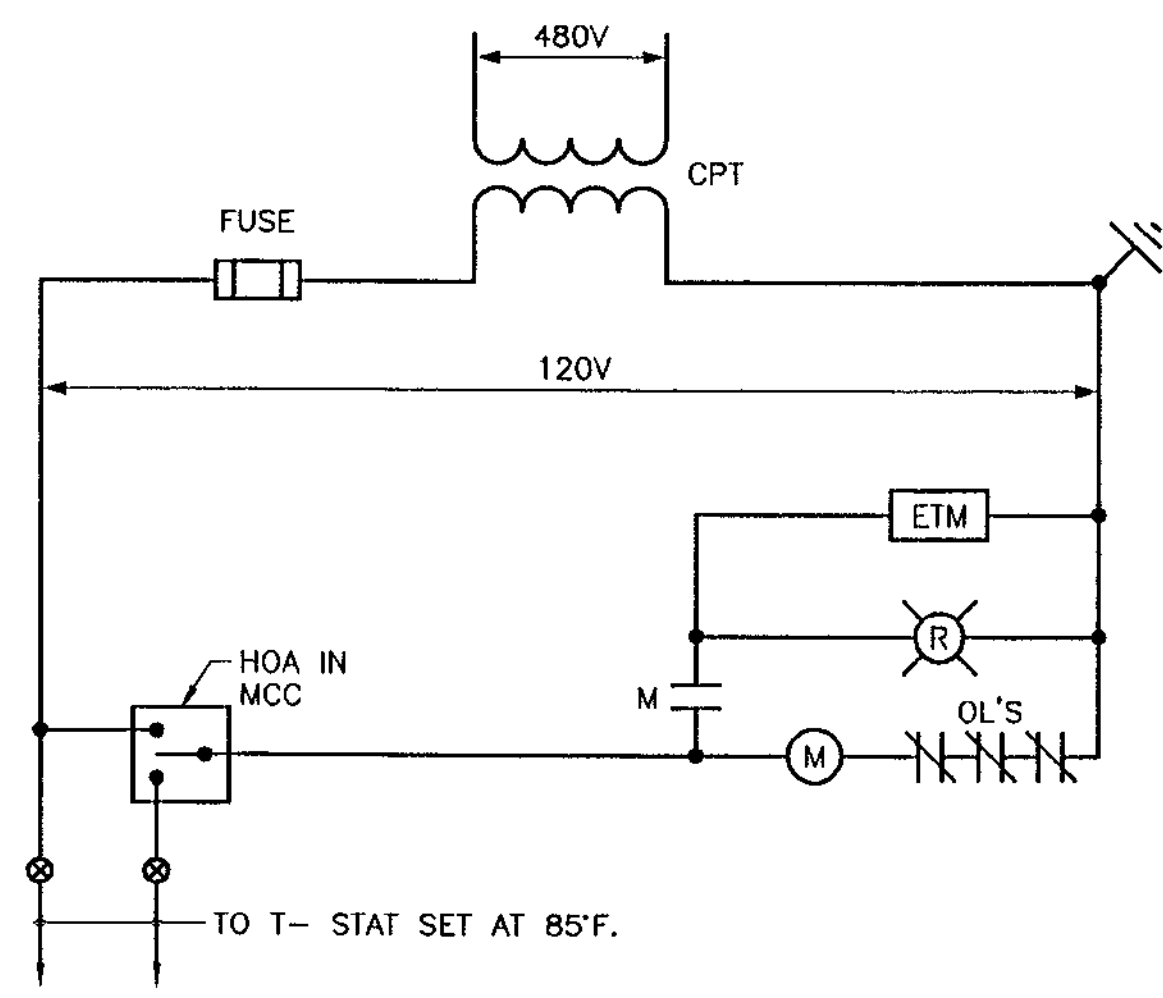 480V
CPT
FUSE
120V
ETM
R
HOA IN
MCC
M
OL'S
M
TO T- STAT SET AT 85°F.